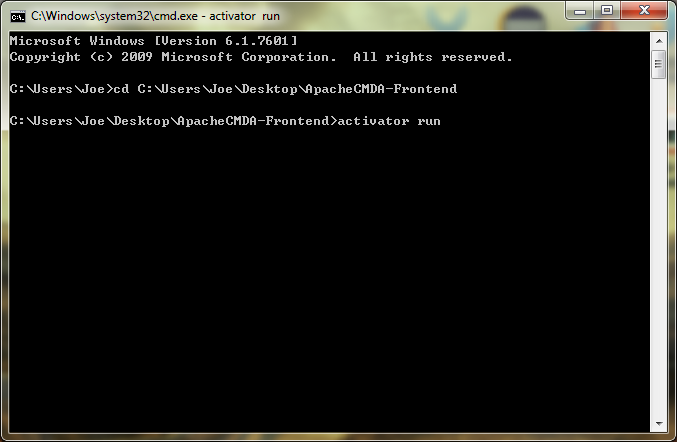 C:\Windows\system32\cmd.exe - activator  run
Microsoft Windows [Version 6.1.7601]
Copyright (c) 2009 Microsoft Corporation.  All rights reserved.
C:\Users\Joe>cd C:\Users\Joe\Desktop\ApacheCMDA-Frontend
C:\Users\Joe\Desktop\ApacheCMDA-Frontend>activator run